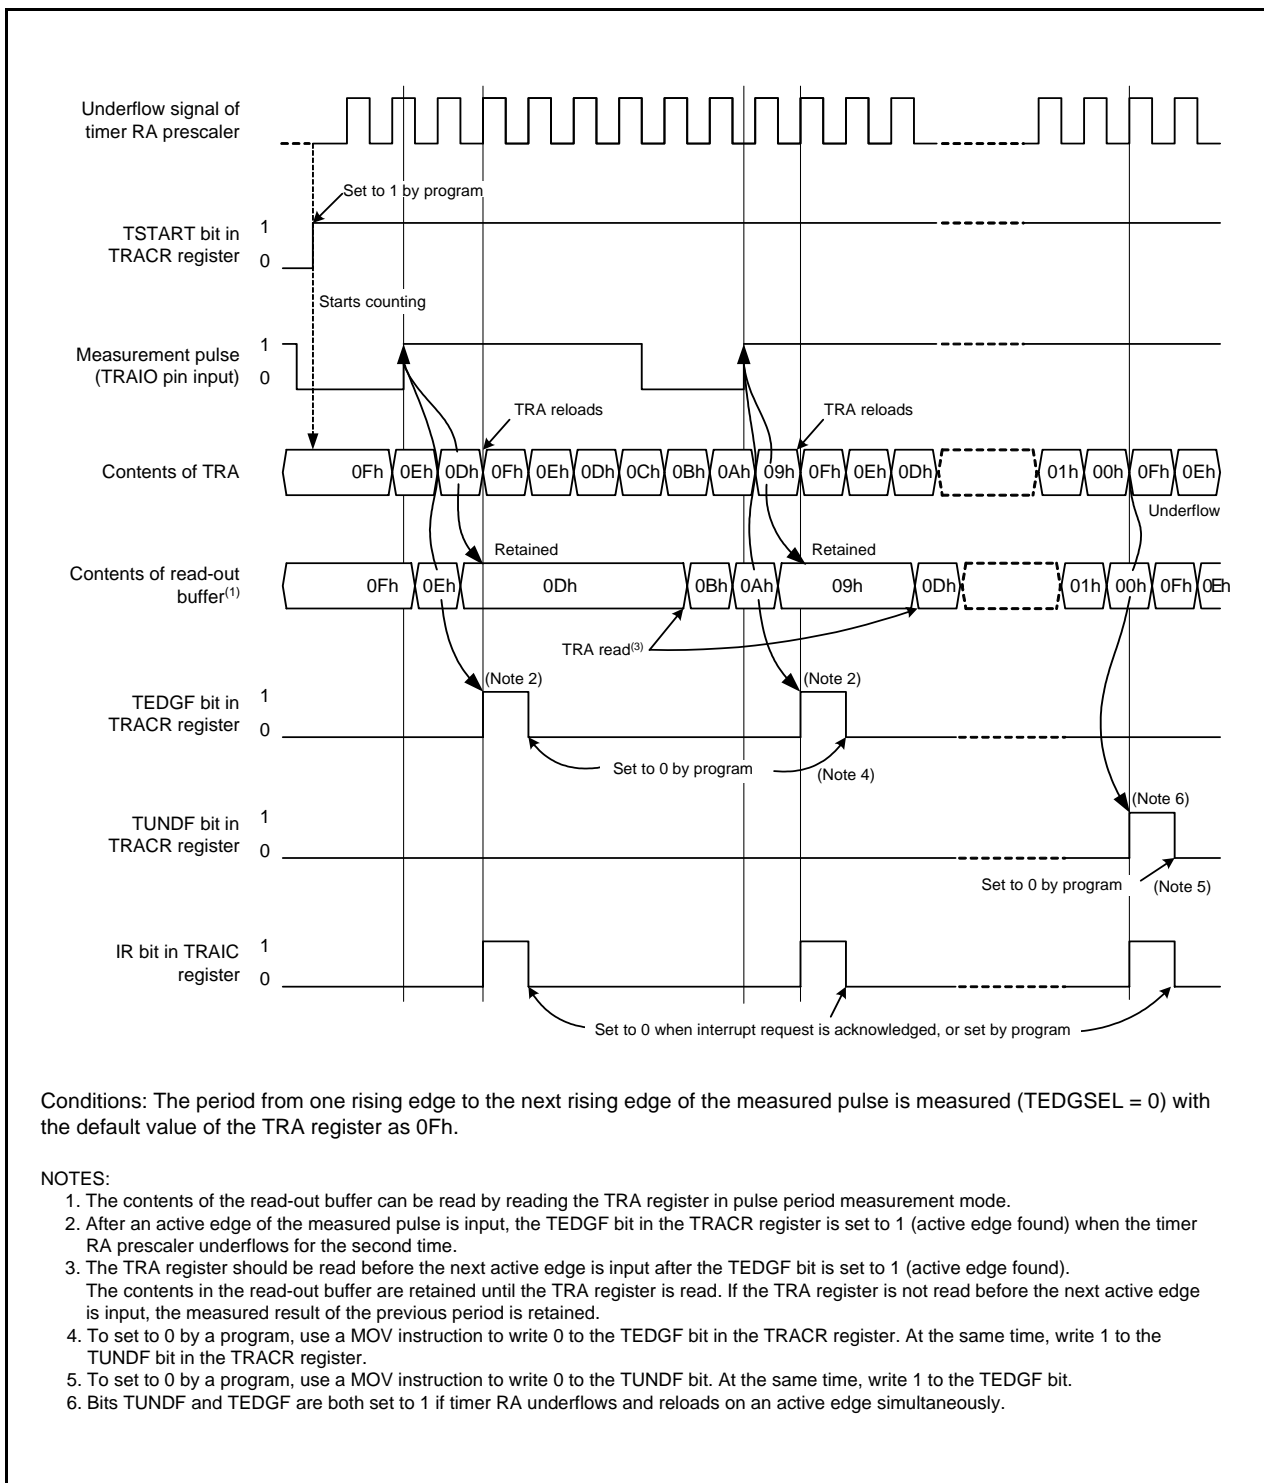 Underflow signal of
timer RA prescaler
Set to 1 by program
TSTART bit in
TRACR register
1
0
Starts counting
Measurement pulse
(TRAIO pin input)
1
0
TRA reloads
TRA reloads
Contents of TRA
0Fh 0Eh 0Dh 0Fh 0Eh 0Dh 0Ch 0Bh 0Ah 09h 0Fh 0Eh 0Dh 01h 00h 0Fh 0Eh
Underflow
Retained
Retained
Contents of read-out
buffer(1)
0Fh 0Eh 0Dh 0Bh 0Ah 09h 0Dh 01h 00h 0Fh 0Eh
TRA read(3)
(Note 2)
(Note 2)
TEDGF bit in
TRACR register
1
0
Set to 0 by program
(Note 4)
(Note 6)
TUNDF bit in
TRACR register
1
0
Set to 0 by program
(Note 5)
IR bit in TRAIC
register
1
0
Set to 0 when interrupt request is acknowledged, or set by program
Conditions: The period from one rising edge to the next rising edge of the measured pulse is measured (TEDGSEL = 0) with
the default value of the TRA register as 0Fh.
NOTES:
1. The contents of the read-out buffer can be read by reading the TRA register in pulse period measurement mode.
2. After an active edge of the measured pulse is input, the TEDGF bit in the TRACR register is set to 1 (active edge found) when the timer
RA prescaler underflows for the second time.
3. The TRA register should be read before the next active edge is input after the TEDGF bit is set to 1 (active edge found).
The contents in the read-out buffer are retained until the TRA register is read. If the TRA register is not read before the next active edge
is input, the measured result of the previous period is retained.
4. To set to 0 by a program, use a MOV instruction to write 0 to the TEDGF bit in the TRACR register. At the same time, write 1 to the
TUNDF bit in the TRACR register.
5. To set to 0 by a program, use a MOV instruction to write 0 to the TUNDF bit. At the same time, write 1 to the TEDGF bit.
6. Bits TUNDF and TEDGF are both set to 1 if timer RA underflows and reloads on an active edge simultaneously.